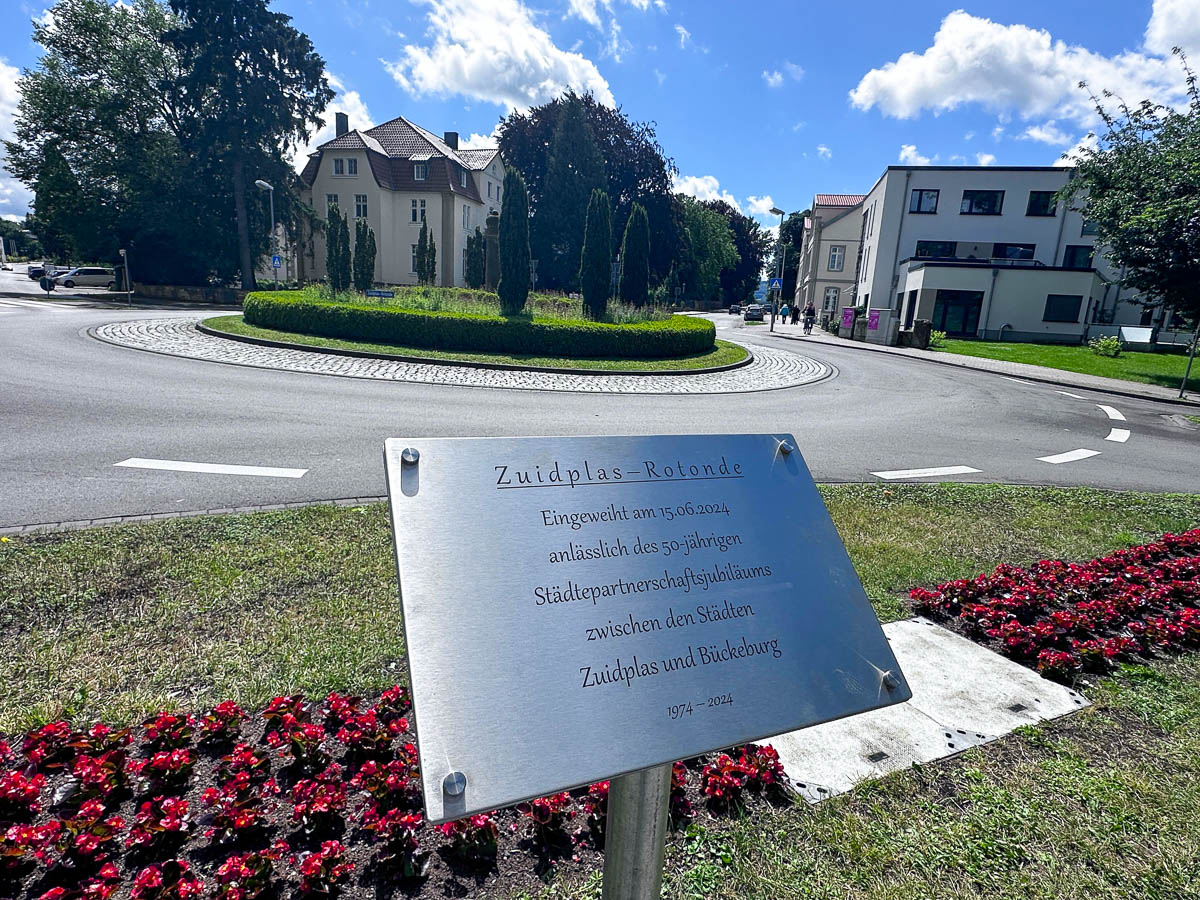 Zuidplas–Rotonde
Eingeweiht am 15.06.2024
anlässlich des 50-jährigen
Städtepartnerschaftsjubiläums
zwischen den Städten
Zuidplas und Bückeburg
1974 – 2024